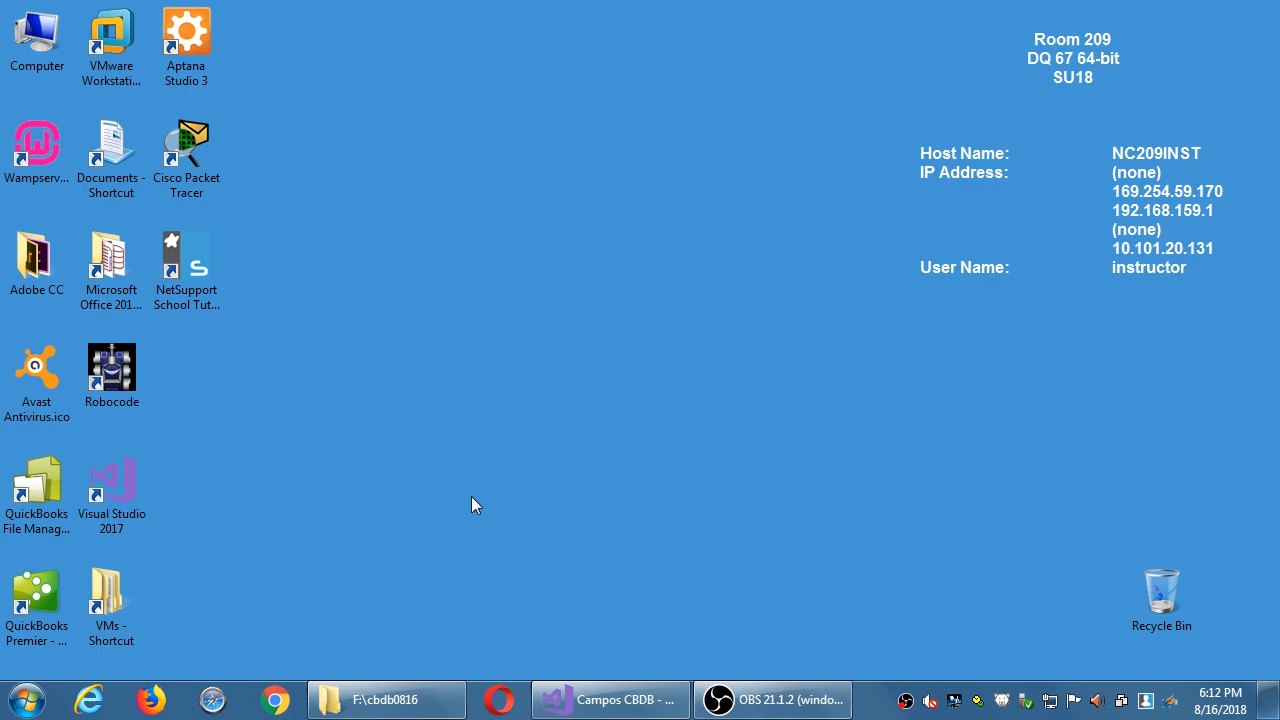 Computer
VMware
Workstati...
Aptana
Studio 3
Wampserv...
Documents -
Shortcut
Cisco Packet
Tracer
Adobe CC
Microsoft
Office 201...
NetSupport
School Tut...
Avast
Antivirus.ico
Robocode
QuickBooks
File Manag...
Visual Studio
2017
QuickBooks
Premier - ...
VMs -
Shortcut
Room 209
DQ 67 64-bit
SU18
Host Name: NC209INST
IP Address: (none)
169.254.59.170
192.168.159.1
(none)
10.101.20.131
User Name: instructor
Recycle Bin
F:\cbdb0816
Campos CBDB - ...
OBS 21.1.2 (windo...
6:12 PM
8/16/2018